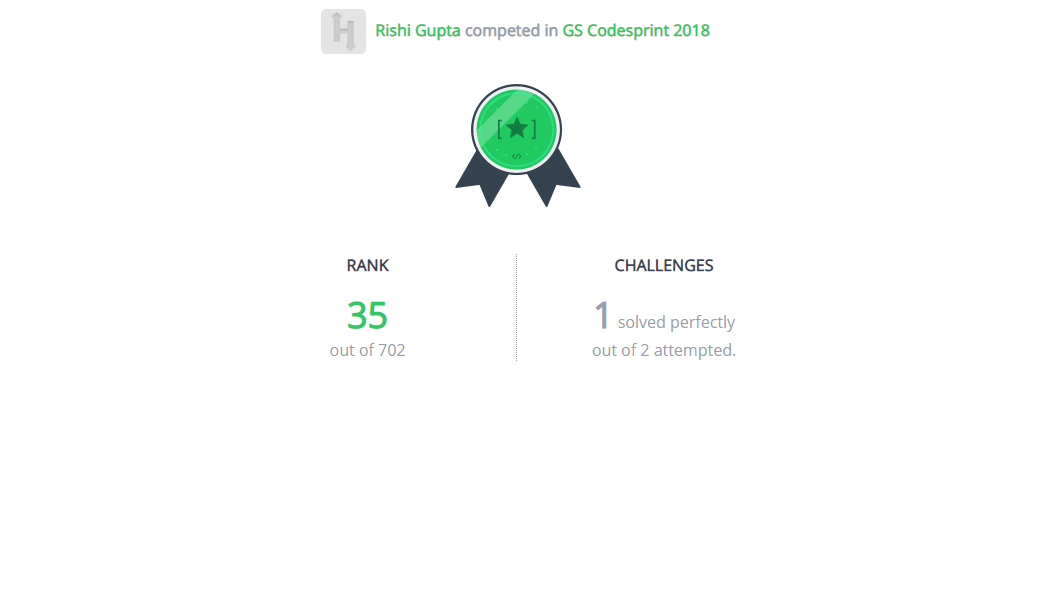 Rishi Gupta competed in GS Codesprint 2018
RANK
35
out of 702
CHALLENGES
1 solved perfectly
out of 2 attempted.